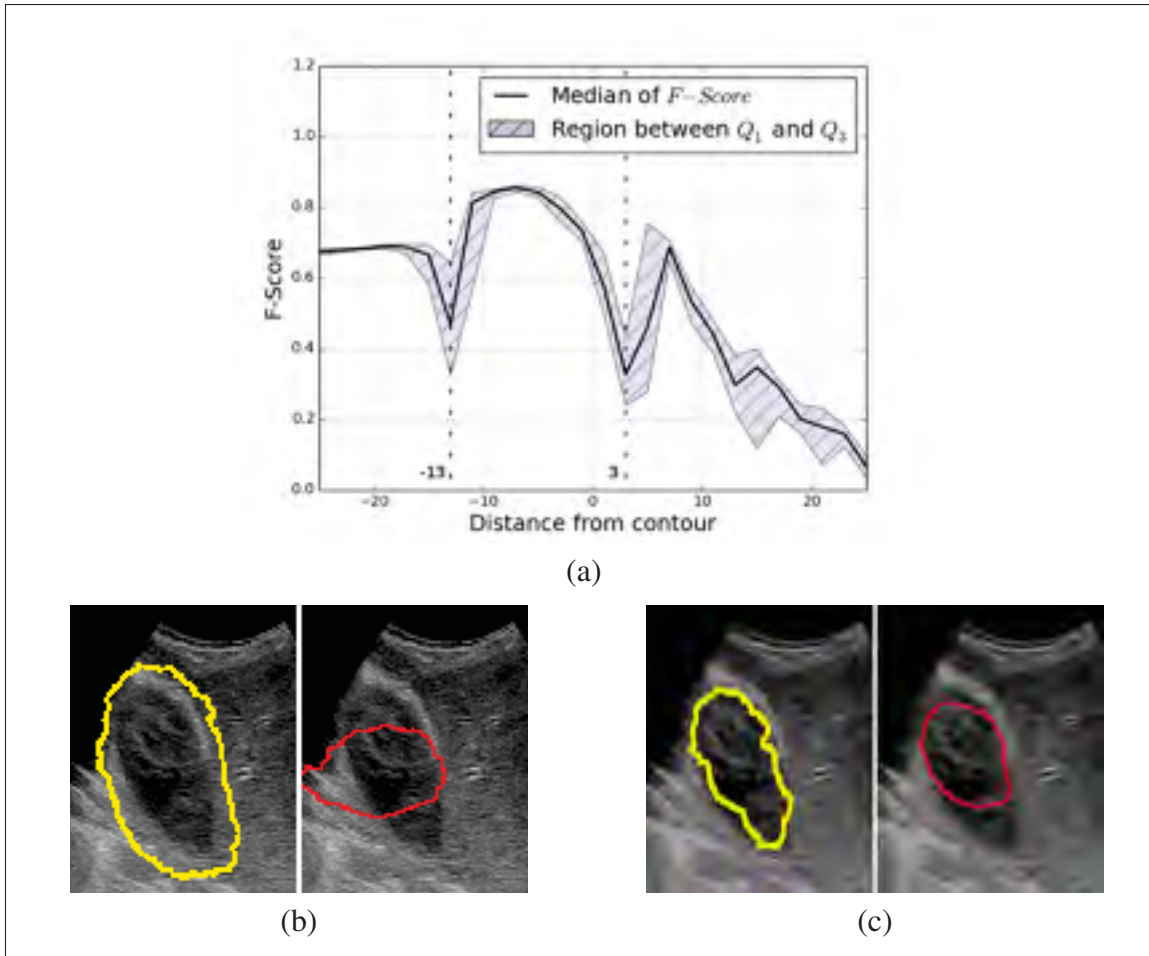 1.2
1.0
0.8
0.6
0.4
0.2
0.0
F-Score
Median of F-Score
Region between Q1 and Q3
-13
3
−20
−10
0
10
20
Distance from contour
(a)
(b)
(c)